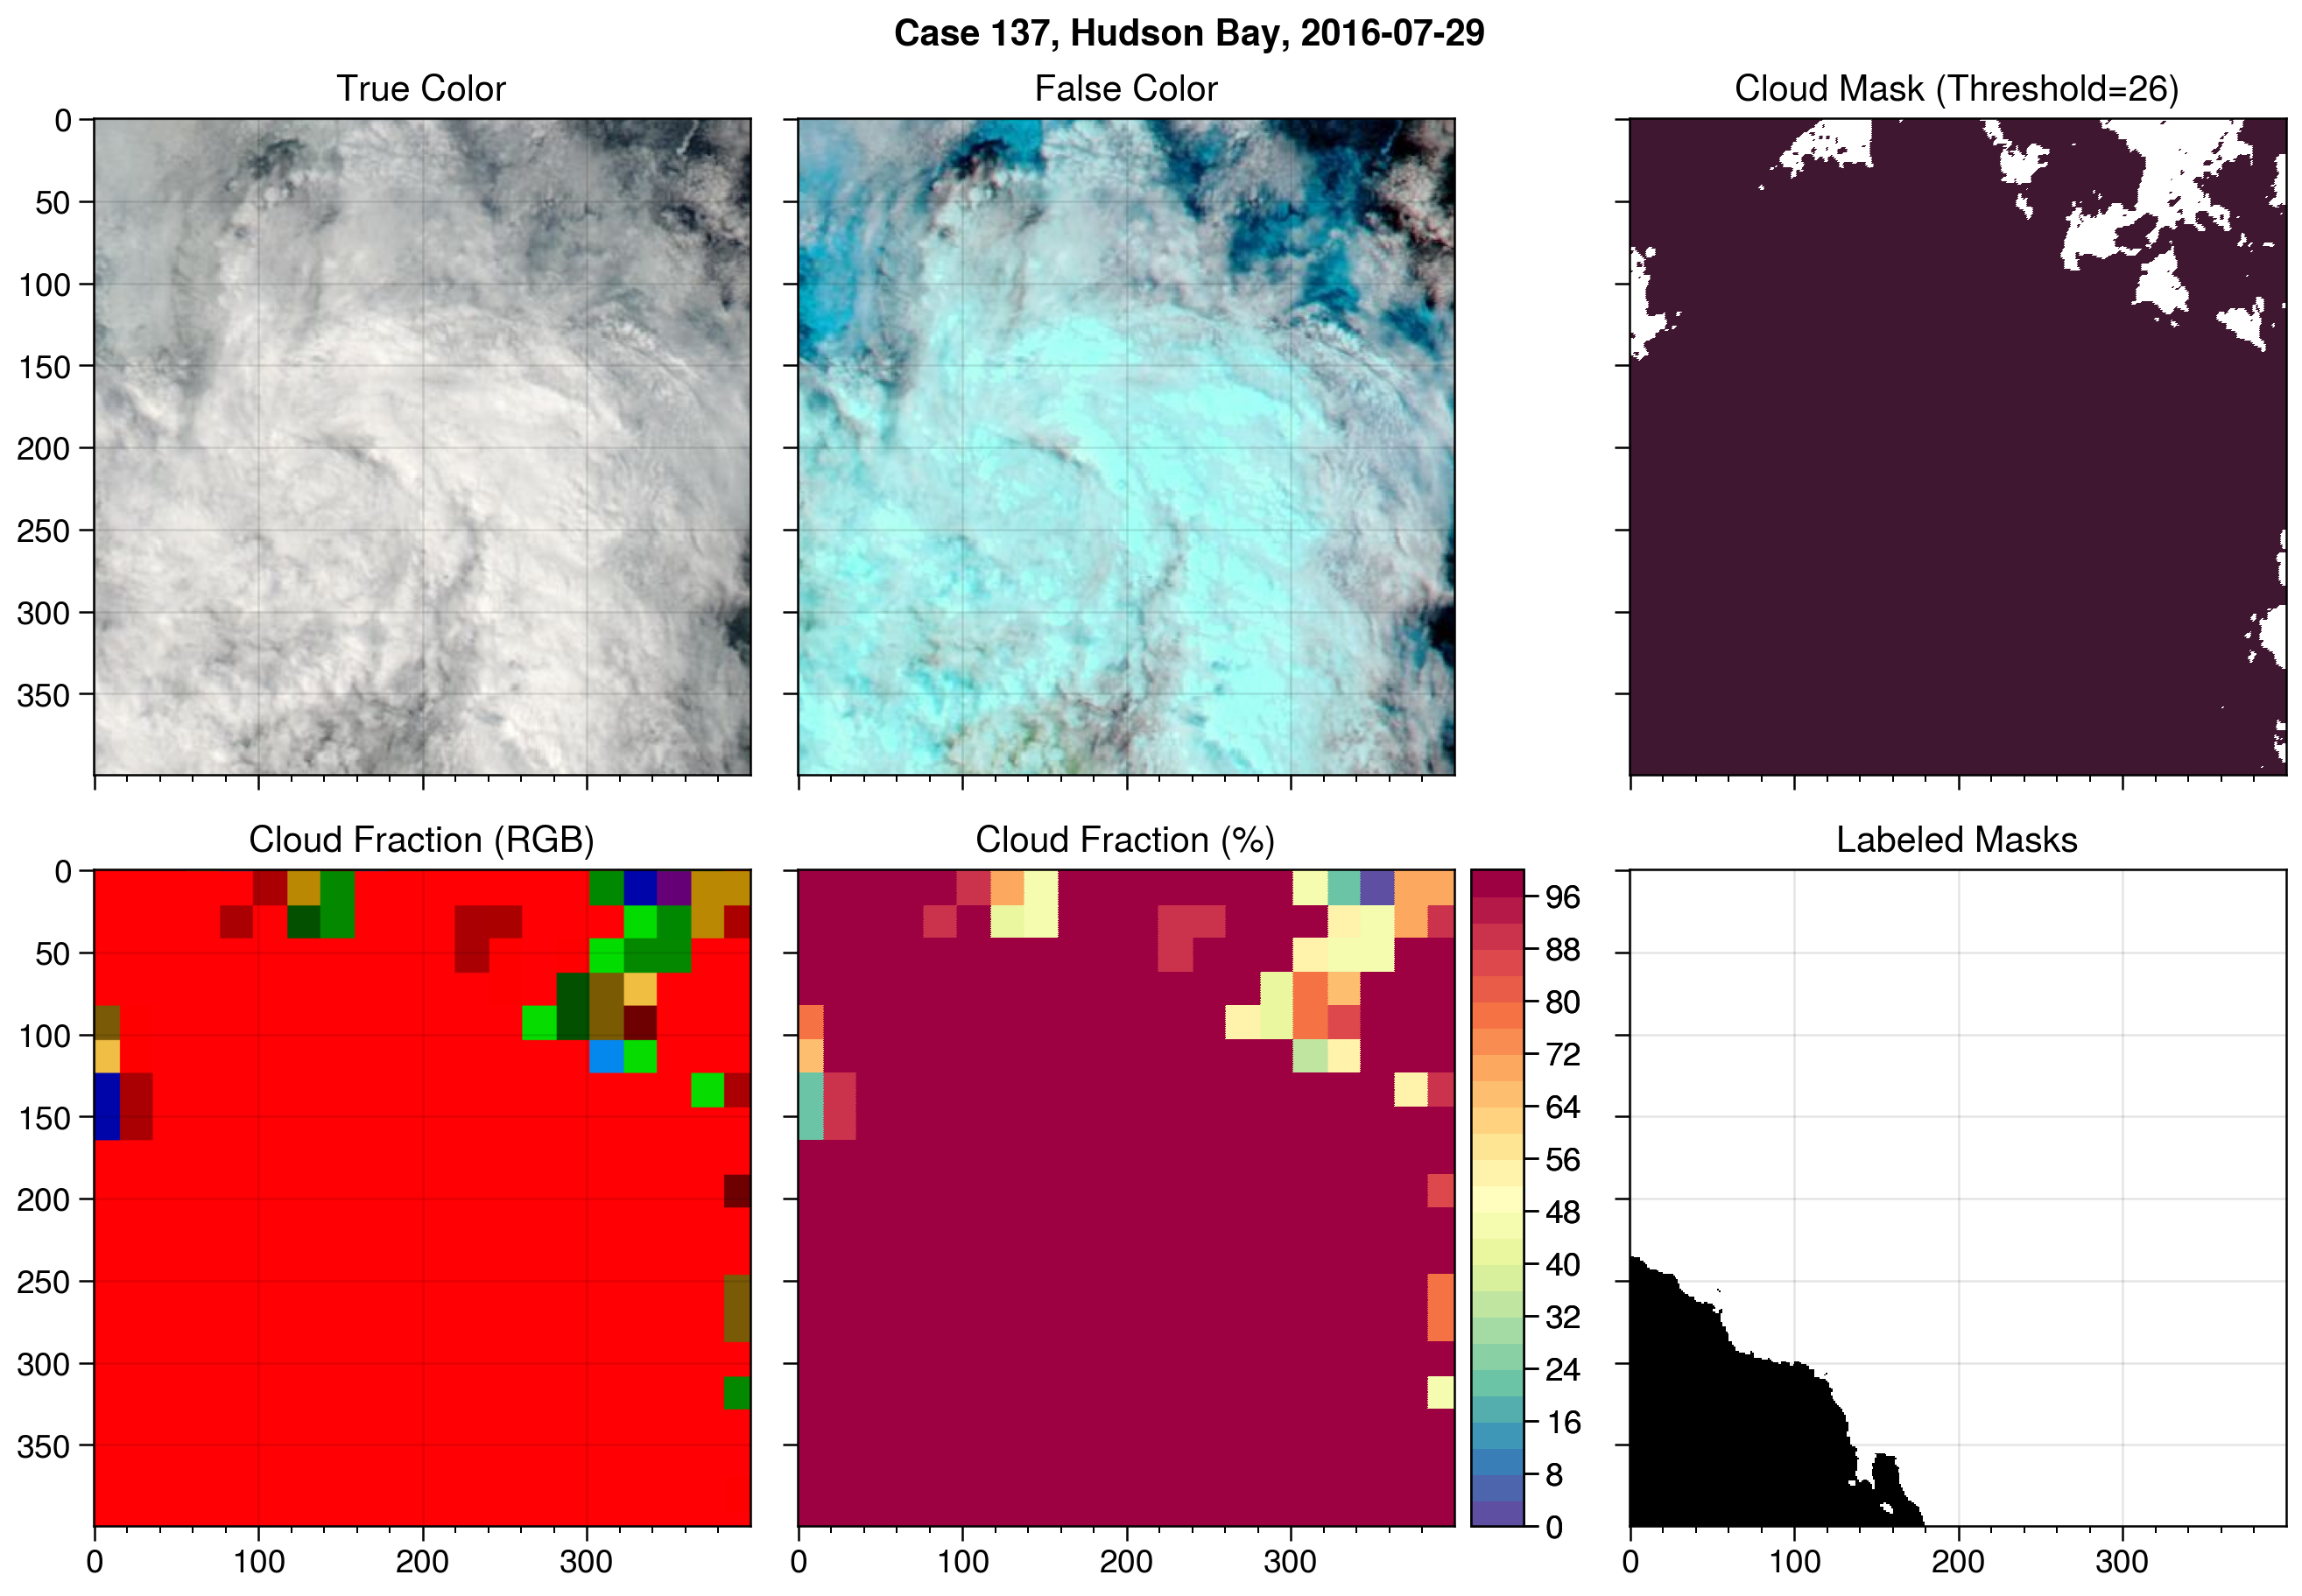 Case 137, Hudson Bay, 2016-07-29
True Color
False Color
Cloud Mask (Threshold=26)
0
50
100
150
200
250
300
350
Cloud Fraction (RGB)
Cloud Fraction (%)
Labeled Masks
0
50
100
150
200
250
300
350
0 100 200 300
0 100 200 300
96
88
80
72
64
56
48
40
32
24
16
8
0
0 100 200 300